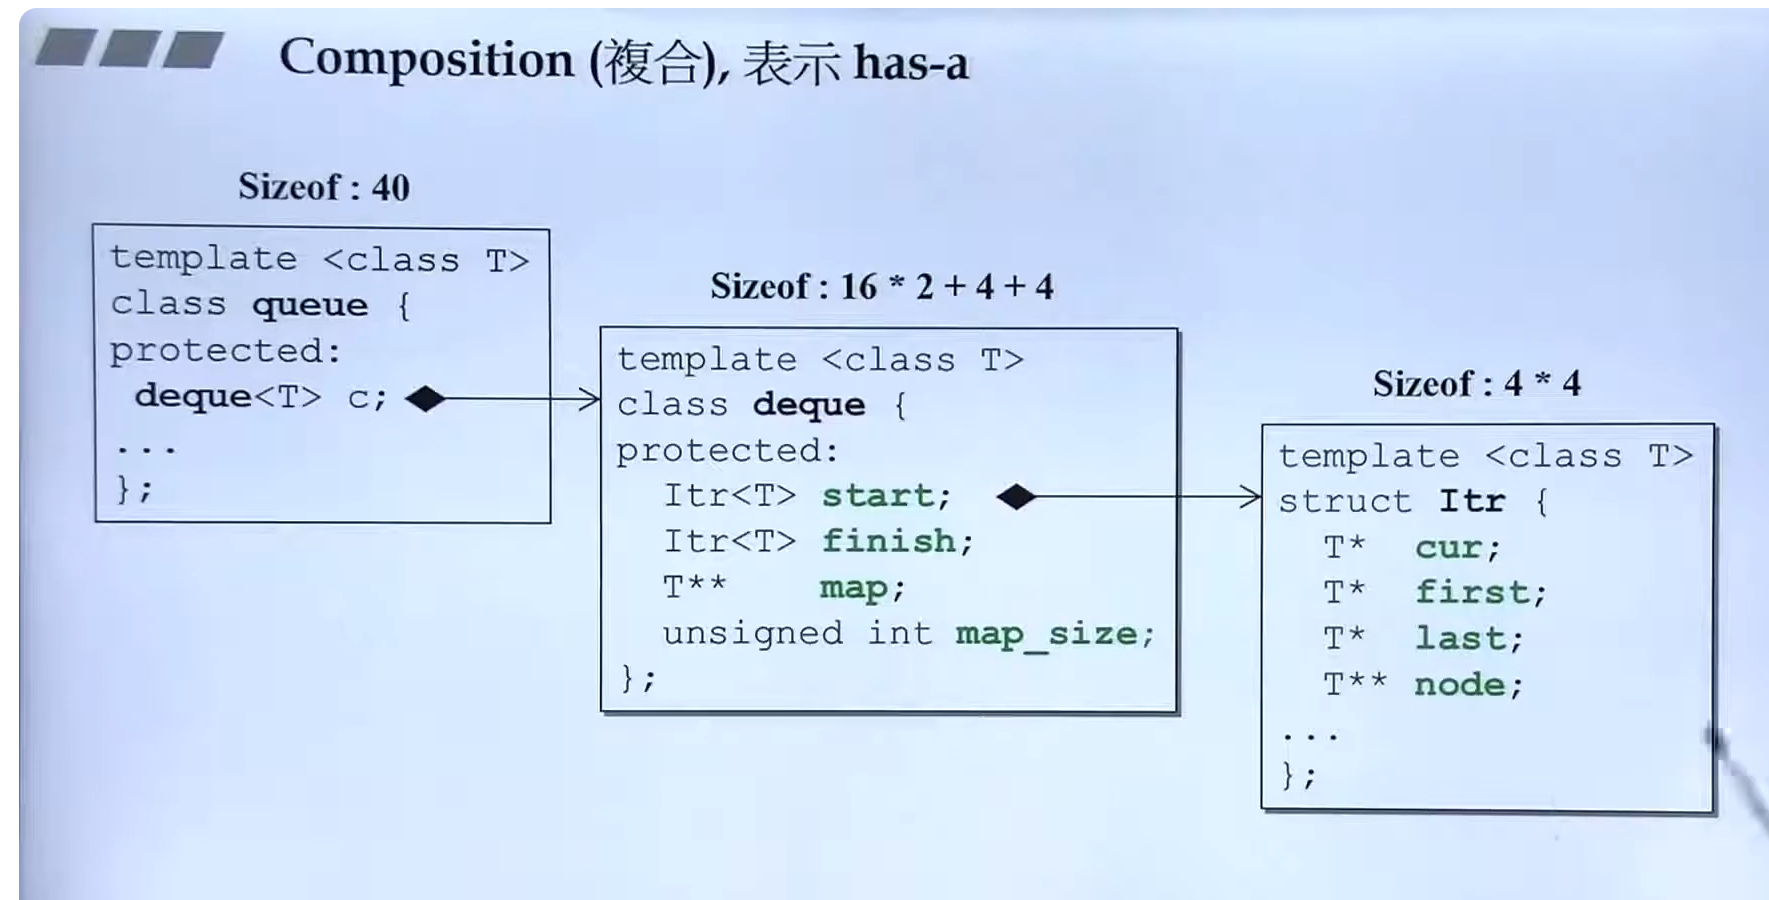 Composition (複合), 表示 has-a
Sizeof : 40
template <class T>
class queue {
protected:
deque<T> c;
...
};
Sizeof : 16 * 2 + 4 + 4
template <class T>
class deque {
protected:
Itr<T> start;
Itr<T> finish;
T** map;
unsigned int map_size;
};
Sizeof : 4 * 4
template <class T>
struct Itr {
T* cur;
T* first;
T* last;
T** node;
...
};